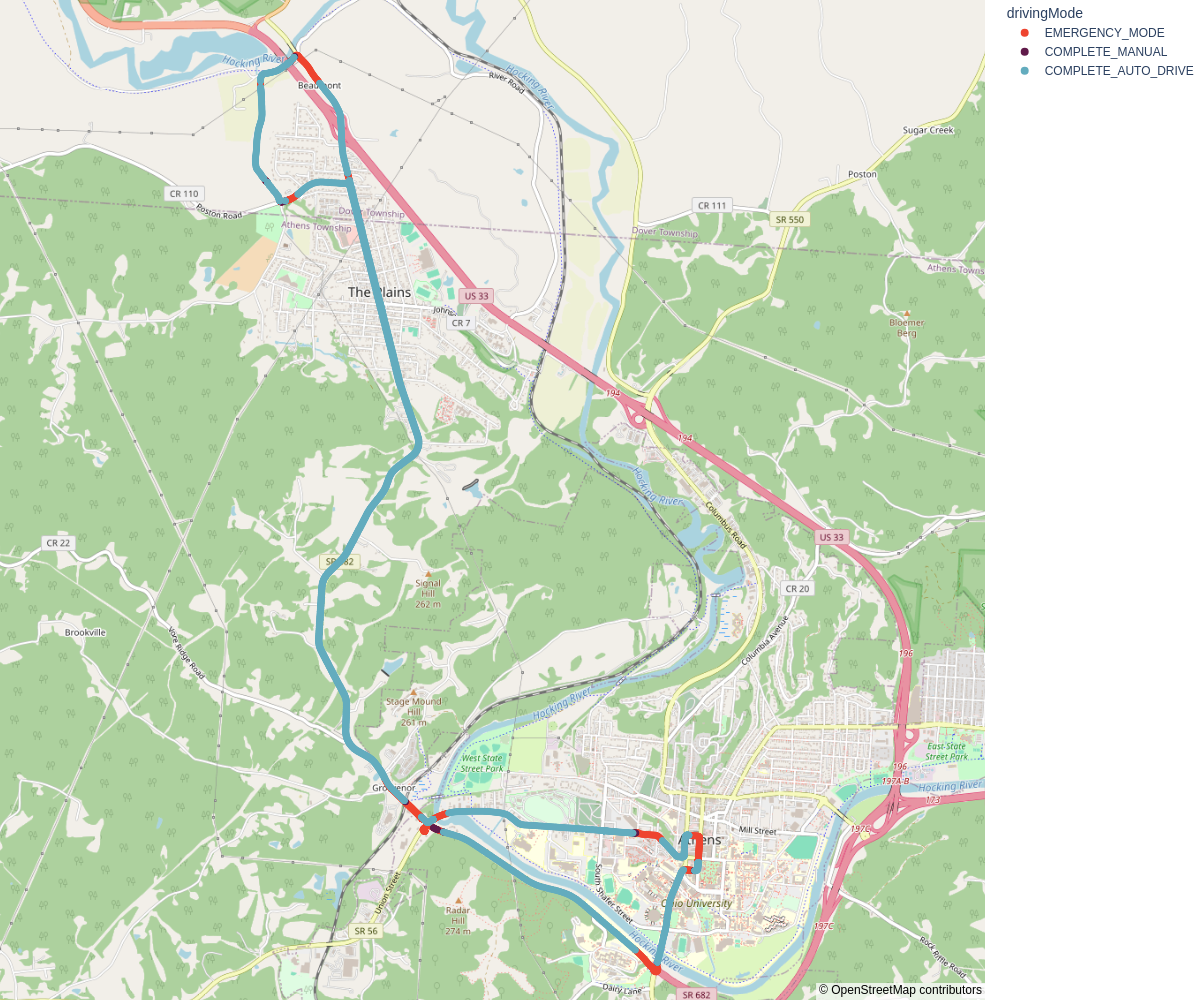 drivingMode
EMERGENCY_MODE
COMPLETE_MANUAL
COMPLETE_AUTO_DRIVE
Hocking River
Beaumont
River Road
Hocking River
Sugar Creek
Poston
CR 110
Poston Road
CR 111
SR 550
Dover Township
Athens Township
Dover Township
Athens Towns
The Plains
US 33
CR 7
Bloemer
Berg
194
194
Hocking River
Columbus Road
US 33
CR 22
Signal
Hill
262 m
CR 20
Brookville
Vore Ridge Road
Columbia Avenue
196
Stage Mound
Hill
261 m
Hocking River
West State
Street Park
East-State
Street Park
196
197A-B
Hocking River
173
Grosvenor
197C
Mill Street
Athens
South Shafer Street
Union Street
Ohio University
Radar
Hill
274 m
SR 56
197C
Hocking River
Rock Riffle Road
Dairy Lane
SR 682
© OpenStreetMap contributors